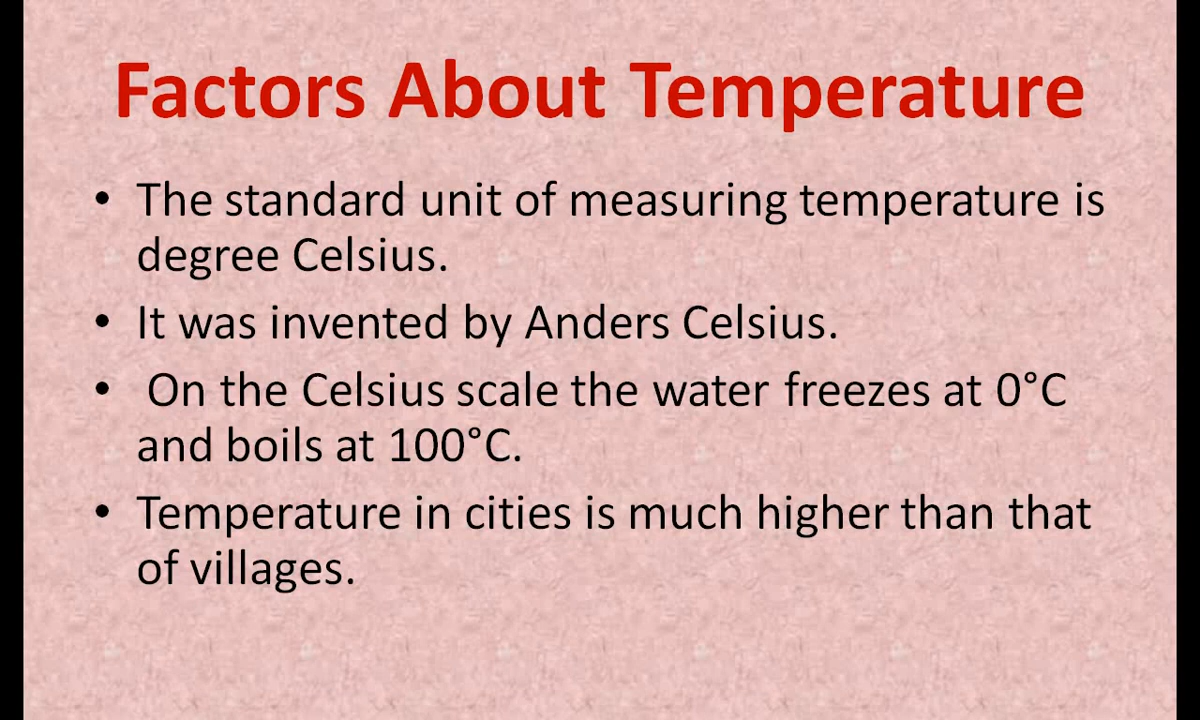 Factors About Temperature
• The standard unit of measuring temperature is
degree Celsius.
• It was invented by Anders Celsius.
• On the Celsius scale the water freezes at 0°C
and boils at 100°C.
• Temperature in cities is much higher than that
of villages.